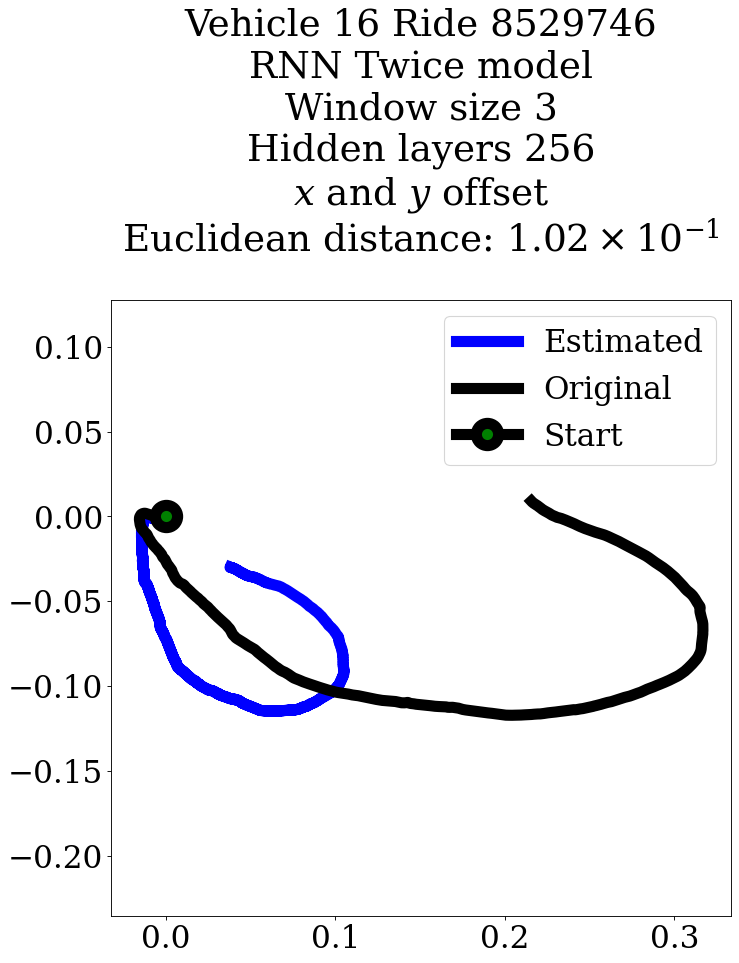 Vehicle 16 Ride 8529746
RNN Twice model
Window size 3
Hidden layers 256
x and y offset
Euclidean distance: 1.02 × 10⁻¹
Estimated
Original
Start
0.10
0.05
0.00
−0.05
−0.10
−0.15
−0.20
0.0 0.1 0.2 0.3